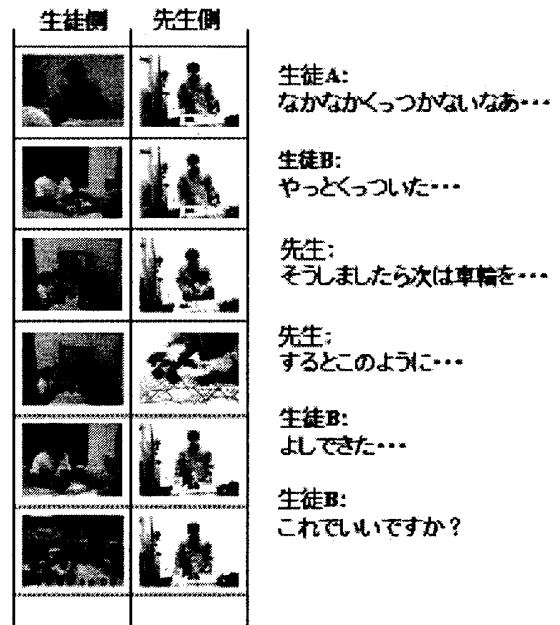 生徒側 先生側
生徒A:
なかなかくっつかないなあ・・・
生徒B:
やっとくっついた・・・
先生:
そうしましたら次は車輪を・・・
先生:
するとこのように・・・
生徒B:
よしできた・・・
生徒B:
これでいいですか？